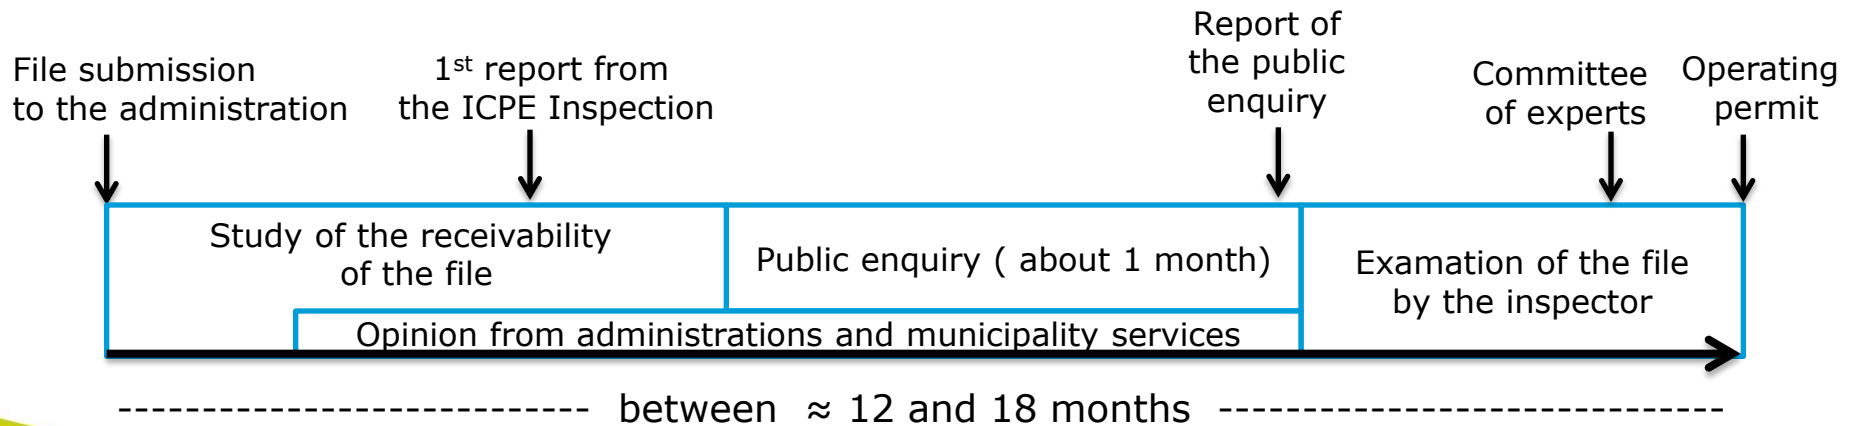 File submission
to the administration
1st report from
the ICPE Inspection
Report of
the public
enquiry
Committee
of experts
Operating
permit
Study of the receivability
of the file
Public enquiry ( about 1 month)
Examation of the file
by the inspector
Opinion from administrations and municipality services
---------------------------- between ≈ 12 and 18 months ------------------------------